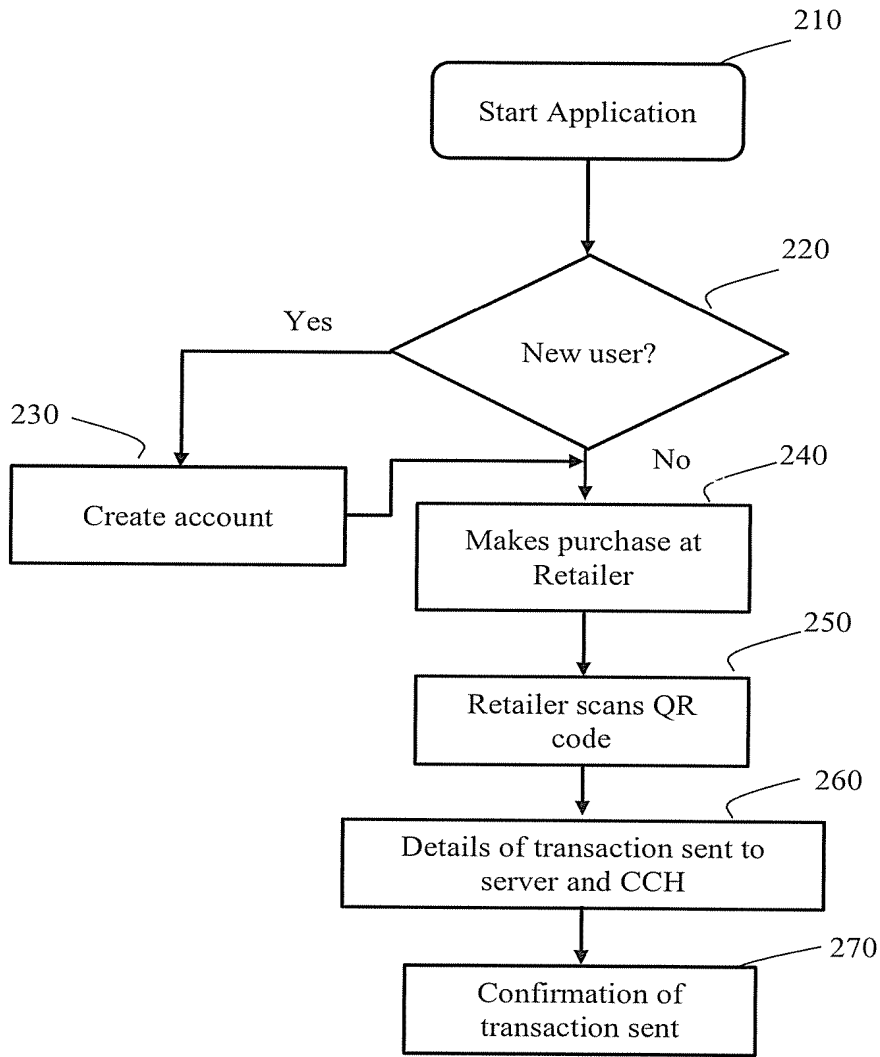 210
Start Application
220
Yes
New user?
230
No
240
Create account
Makes purchase at
Retailer
250
Retailer scans QR
code
260
Details of transaction sent to
server and CCH
270
Confirmation of
transaction sent